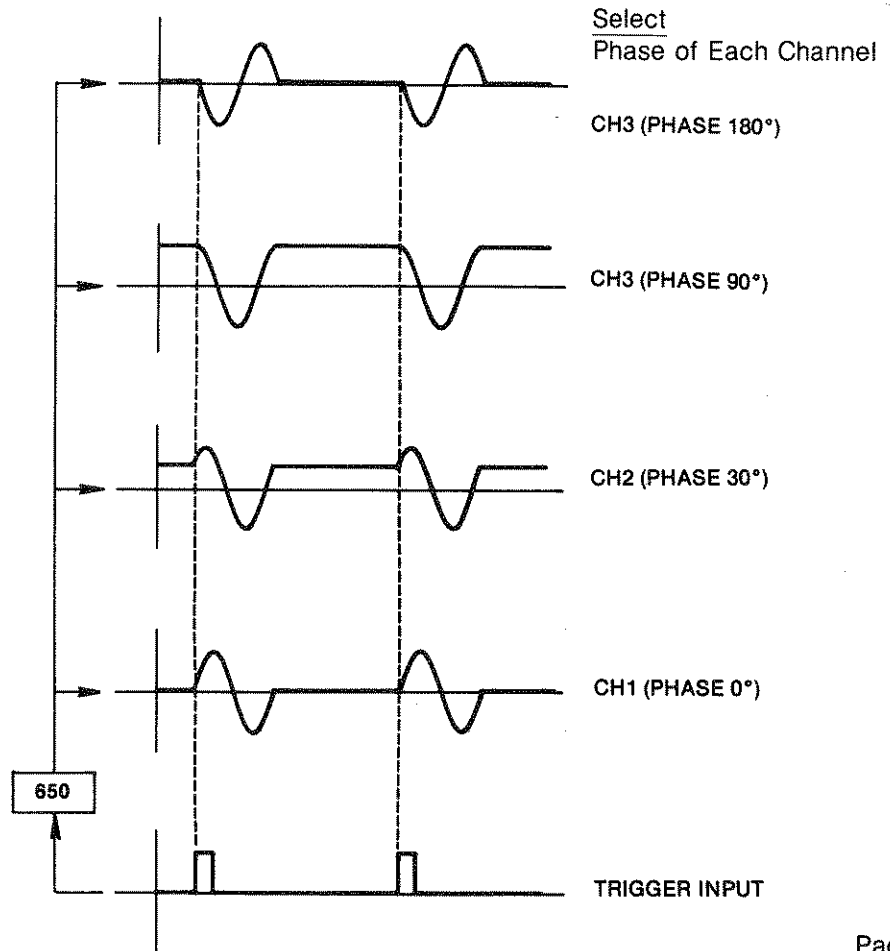 Select
Phase of Each Channel
CH3 (PHASE 180°)
CH3 (PHASE 90°)
CH2 (PHASE 30°)
CH1 (PHASE 0°)
650
TRIGGER INPUT